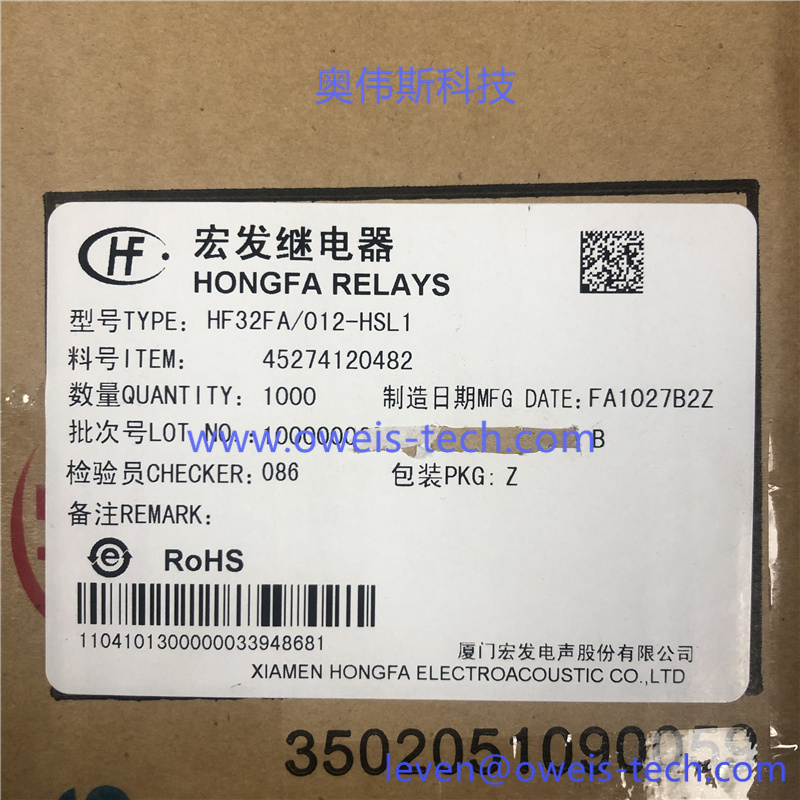 奥伟斯科技
HF 宏发继电器
HONGFA RELAYS
型号TYPE: HF32FA/012-HSL1
料号ITEM: 45274120482
数量QUANTITY: 1000 制造日期MFG DATE: FA1027B2Z
批次号LOT NO.: B
www.oweis-tech.com
检验员CHECKER: 086 包装PKG: Z
备注REMARK:
e RoHS
1104101300000033948681
厦门宏发电声股份有限公司
XIAMEN HONGFA ELECTROACOUSTIC CO.,LTD
leven@oweis-tech.com